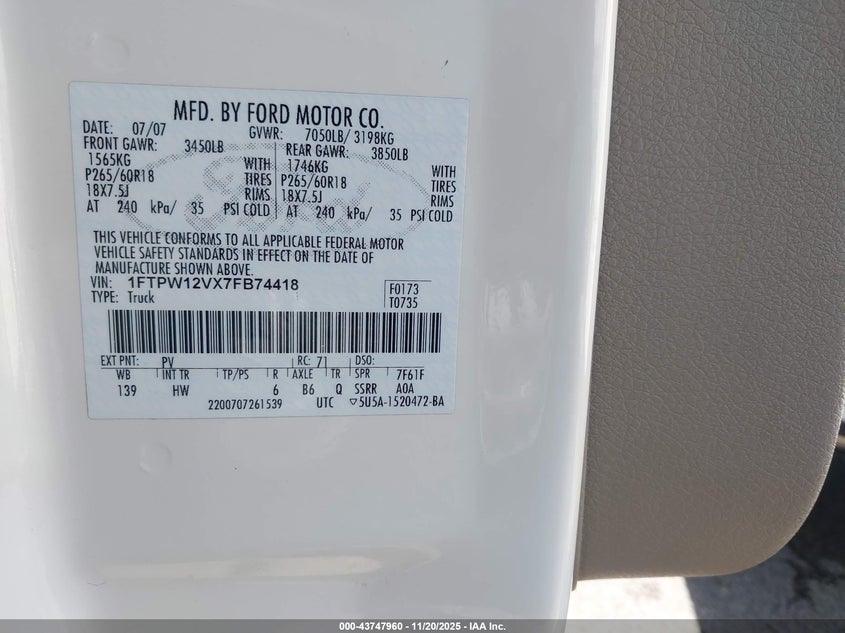 MFD. BY FORD MOTOR CO.
DATE: 07/07 GVWR: 7050LB/ 3198KG
FRONT GAWR: 3450LB REAR GAWR: 3850LB
1565KG WITH 1746KG WITH
P265/60R18 TIRES P265/60R18 TIRES
18X7.5J RIMS 18X7.5J RIMS
AT 240 kPa/ 35 PSI COLD AT 240 kPa/ 35 PSI COLD
THIS VEHICLE CONFORMS TO ALL APPLICABLE FEDERAL MOTOR
VEHICLE SAFETY STANDARDS IN EFFECT ON THE DATE OF
MANUFACTURE SHOWN ABOVE.
VIN: 1FTPW12VX7FB74418 F0173
TYPE: Truck T0735
EXT PNT: PV RC: 71 DSO:
WB INT TR TP/PS R AXLE TR SPR 7F61F
139 HW 6 B6 Q SSRR A0A
2200707261539 UTC ▽5U5A-1520472-BA
000-43747960 - 11/20/2025 - IAA Inc.